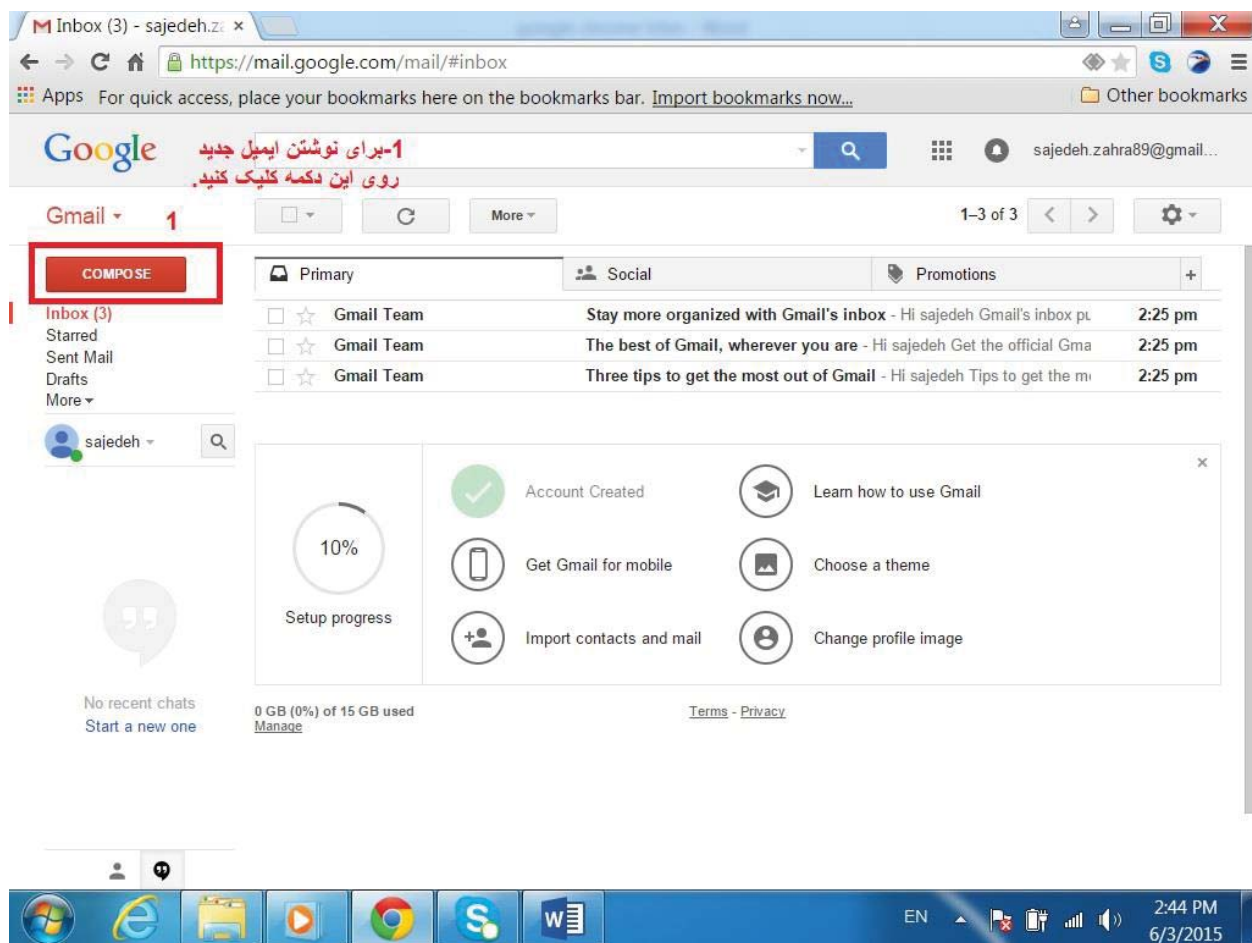 Inbox (3) - sajedeh.za
https://mail.google.com/mail/#inbox
Apps For quick access, place your bookmarks here on the bookmarks bar. Import bookmarks now... Other bookmarks
Google
1-برای نوشتن ایمیل جدید
روی این دکمه کلیک کنید.
sajedeh.zahra89@gmail...
Gmail
1
More
1–3 of 3
COMPOSE
Primary
Social
Promotions
+
Inbox (3)
Starred
Sent Mail
Drafts
More
Gmail Team Stay more organized with Gmail's inbox - Hi sajedeh Gmail's inbox pu 2:25 pm
Gmail Team The best of Gmail, wherever you are - Hi sajedeh Get the official Gma 2:25 pm
Gmail Team Three tips to get the most out of Gmail - Hi sajedeh Tips to get the m 2:25 pm
sajedeh
10%
Setup progress
Account Created
Learn how to use Gmail
Get Gmail for mobile
Choose a theme
Import contacts and mail
Change profile image
No recent chats
Start a new one
0 GB (0%) of 15 GB used
Manage
Terms - Privacy
EN
2:44 PM
6/3/2015